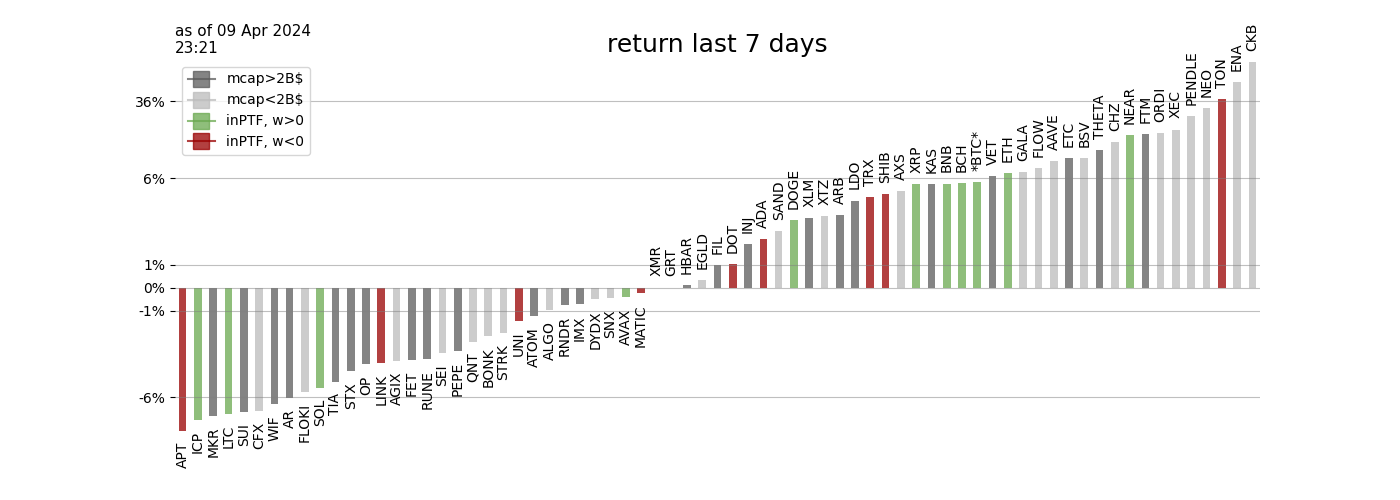 as of 09 Apr 2024
23:21
return last 7 days
mcap>2B$
mcap<2B$
inPTF, w>0
inPTF, w<0
36%
6%
1%
0%
-1%
-6%
APT
ICP
MKR
LTC
SUI
CFX
WIF
AR
FLOKI
SOL
TIA
STX
OP
LINK
AGIX
FET
RUNE
SEI
PEPE
QNT
BONK
STRK
UNI
ATOM
ALGO
RNDR
IMX
DYDX
SNX
AVAX
MATIC
XMR
GRT
HBAR
EGLD
FIL
DOT
INJ
ADA
SAND
DOGE
XLM
XTZ
ARB
LDO
TRX
SHIB
AXS
XRP
KAS
BNB
BCH
*BTC*
VET
ETH
GALA
FLOW
AAVE
ETC
BSV
THETA
CHZ
NEAR
FTM
ORDI
XEC
PENDLE
NEO
TON
ENA
CKB